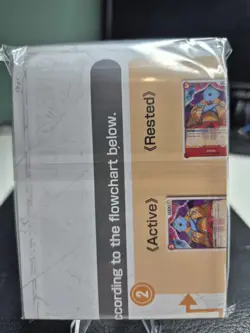 ccording to the flowchart below.
2
《Active》
《Rested》